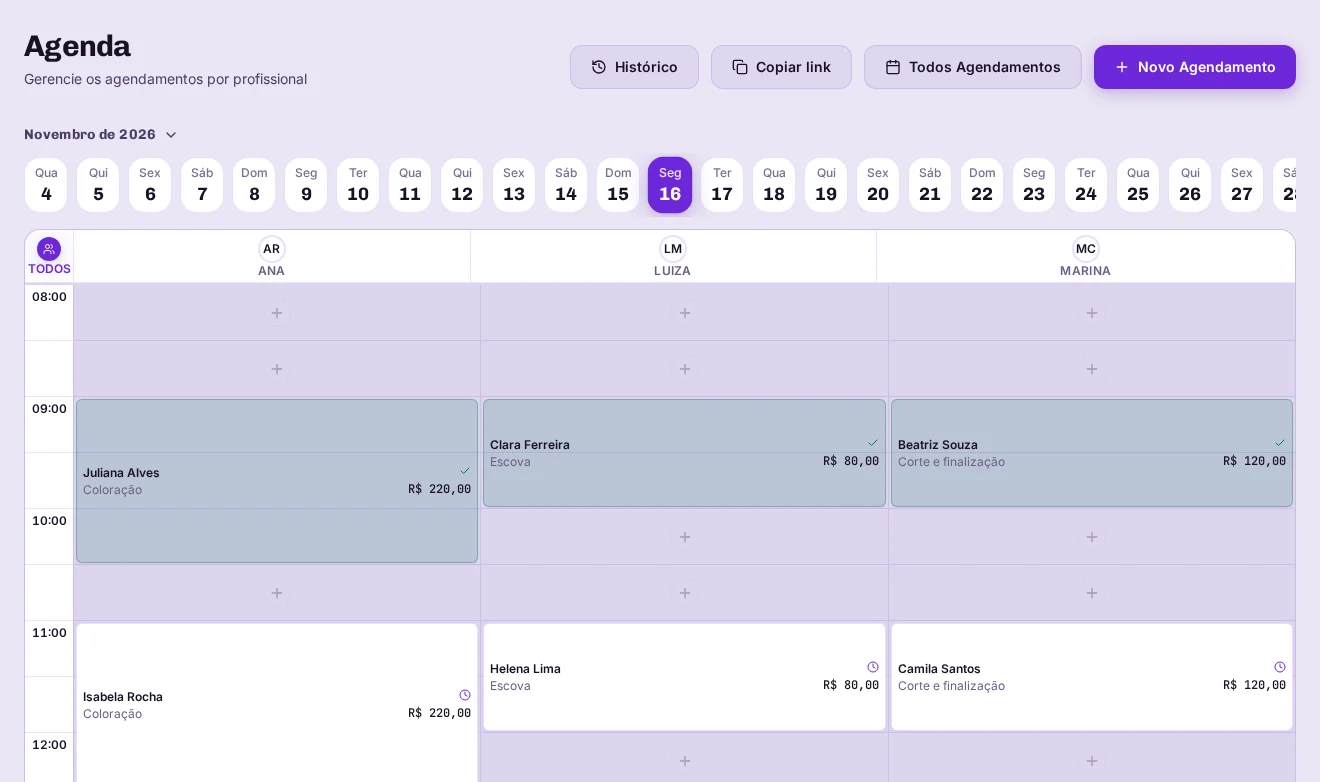 Agenda
Gerencie os agendamentos por profissional
Histórico
Copiar link
Todos Agendamentos
Novo Agendamento
Novembro de 2026
Qua Qui Sex Sáb Dom Seg Ter Qua Qui Sex Sáb Dom Seg Ter Qua Qui Sex Sáb Dom Seg Ter Qua Qui Sex
4 5 6 7 8 9 10 11 12 13 14 15 16 17 18 19 20 21 22 23 24 25 26 27
AR LM MC
TODOS ANA LUIZA MARINA
08:00
09:00
Clara Ferreira
Escova R$ 80,00
Beatriz Souza
Corte e finalização R$ 120,00
Juliana Alves
Coloração R$ 220,00
10:00
11:00
Helena Lima
Escova R$ 80,00
Camila Santos
Corte e finalização R$ 120,00
Isabela Rocha
Coloração R$ 220,00
12:00